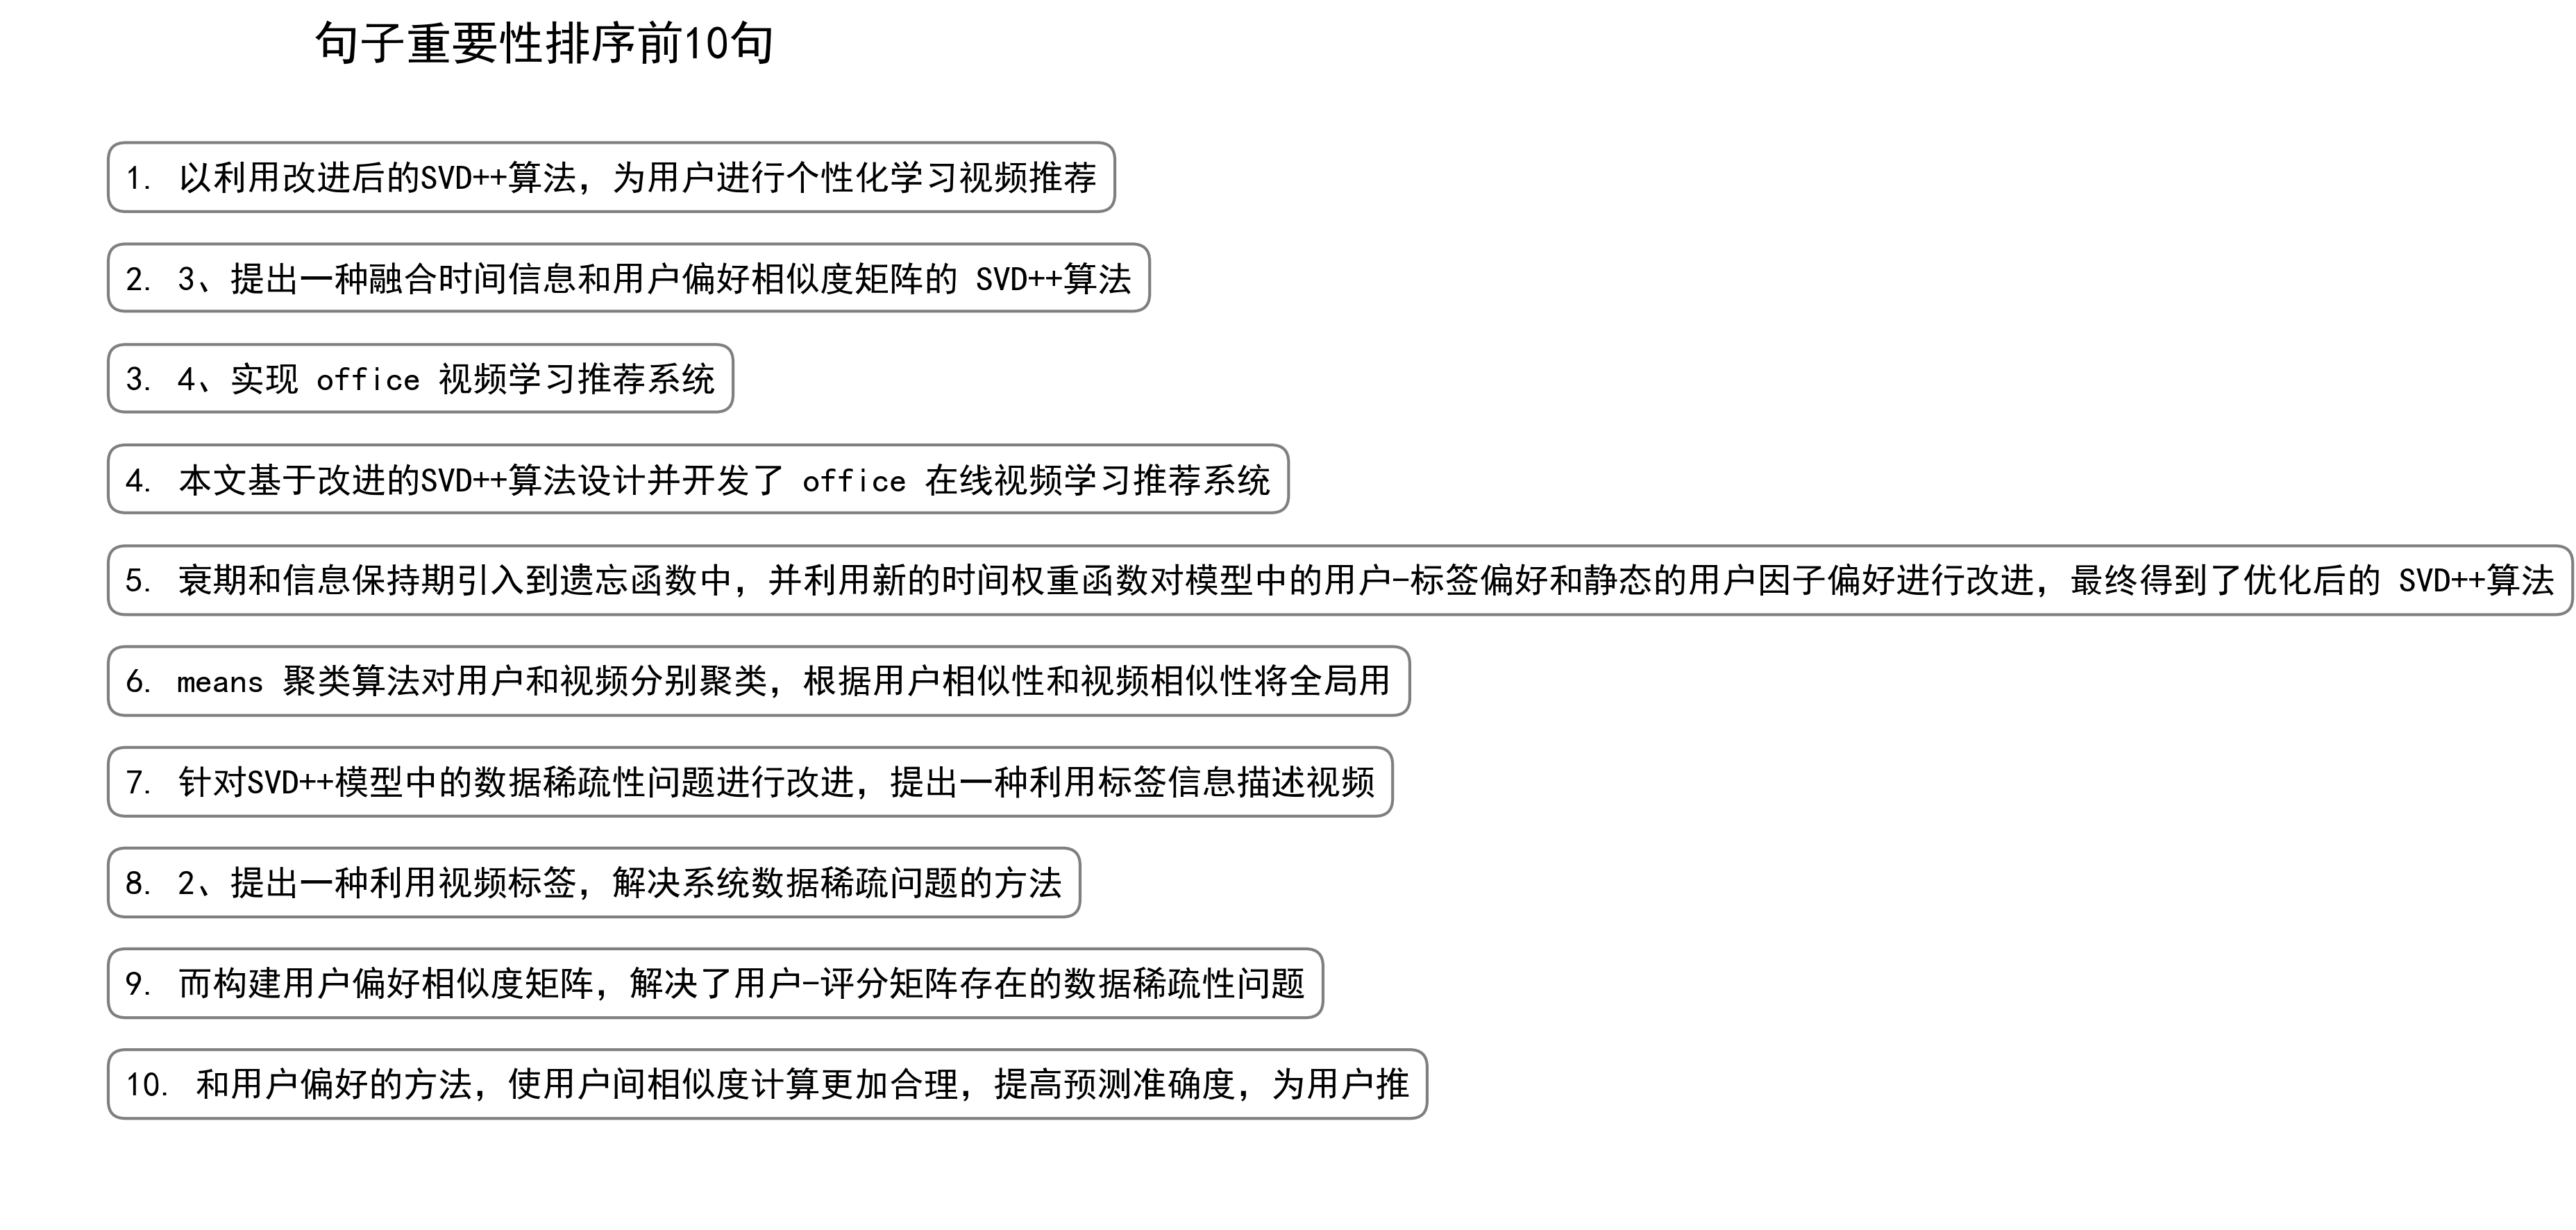 句子重要性排序前10句
1. 以利用改进后的SVD++算法，为用户进行个性化学习视频推荐
2. 3、提出一种融合时间信息和用户偏好相似度矩阵的 SVD++算法
3. 4、实现 office 视频学习推荐系统
4. 本文基于改进的SVD++算法设计并开发了 office 在线视频学习推荐系统
5. 衰期和信息保持期引入到遗忘函数中，并利用新的时间权重函数对模型中的用户-标签偏好和静态的用户因子偏好进行改进，最终得到了优化后的 SVD++算法
6. means 聚类算法对用户和视频分别聚类，根据用户相似性和视频相似性将全局用
7. 针对SVD++模型中的数据稀疏性问题进行改进，提出一种利用标签信息描述视频
8. 2、提出一种利用视频标签，解决系统数据稀疏问题的方法
9. 而构建用户偏好相似度矩阵，解决了用户-评分矩阵存在的数据稀疏性问题
10. 和用户偏好的方法，使用户间相似度计算更加合理，提高预测准确度，为用户推